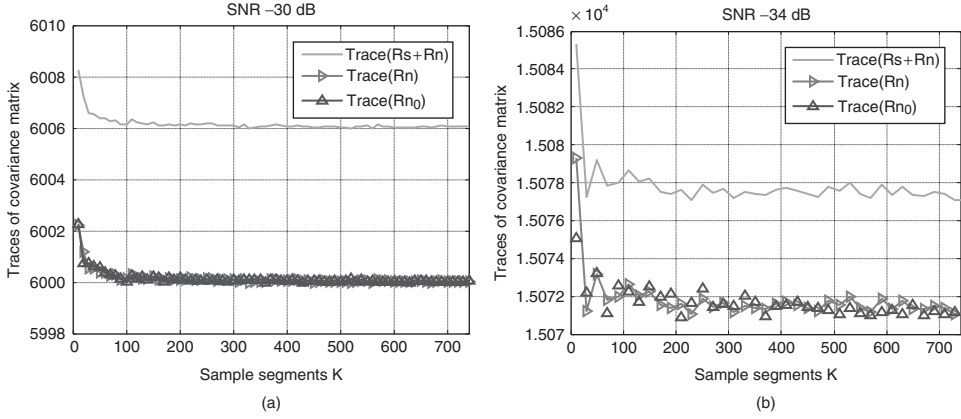 SNR −30 dB
6010
6008
6006
6004
6002
6000
5998
Traces of covariance matrix
Trace(Rs+Rn)
Trace(Rn)
Trace(Rn0)
0 100 200 300 400 500 600 700
Sample segments K
(a)
SNR −34 dB
× 10^4
1.5086
1.5084
1.5082
1.508
1.5078
1.5076
1.5074
1.5072
1.507
Traces of covariance matrix
Trace(Rs+Rn)
Trace(Rn)
Trace(Rn0)
0 100 200 300 400 500 600 700
Sample segments K
(b)